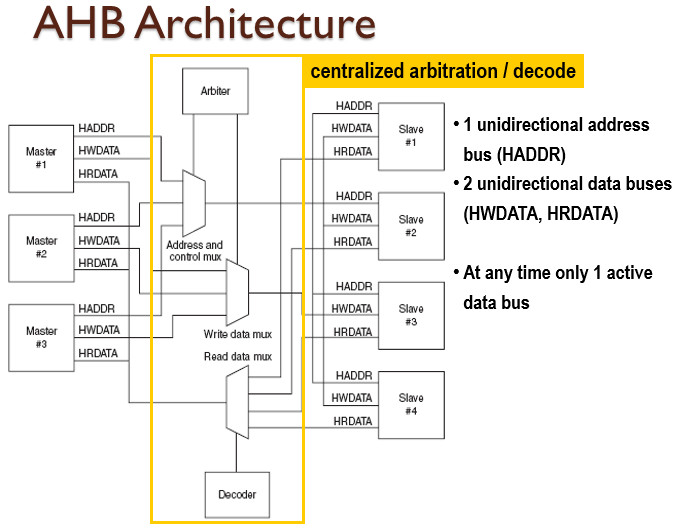 AHB Architecture
centralized arbitration / decode
Arbiter
Master
#1
HADDR
HWDATA
HRDATA
Master
#2
HADDR
HWDATA
HRDATA
Master
#3
HADDR
HWDATA
HRDATA
Address and
control mux
Write data mux
Read data mux
Decoder
HADDR
HWDATA
HRDATA
Slave
#1
HADDR
HWDATA
HRDATA
Slave
#2
HADDR
HWDATA
HRDATA
Slave
#3
HADDR
HWDATA
HRDATA
Slave
#4
• 1 unidirectional address
bus (HADDR)
• 2 unidirectional data buses
(HWDATA, HRDATA)
• At any time only 1 active
data bus